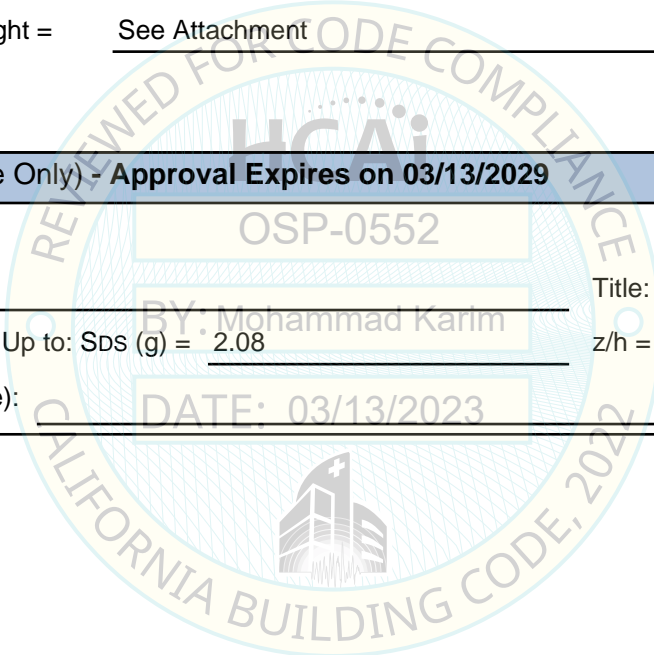 ght = See Attachment
REVIEWED FOR CODE COMPLIANCE
HCAi
e Only) - Approval Expires on 03/13/2029
OSP-0552
Title:
BY: Mohammad Karim
Up to: SDS (g) = 2.08 z/h =
e):
DATE: 03/13/2023
CALIFORNIA BUILDING CODE, 2022